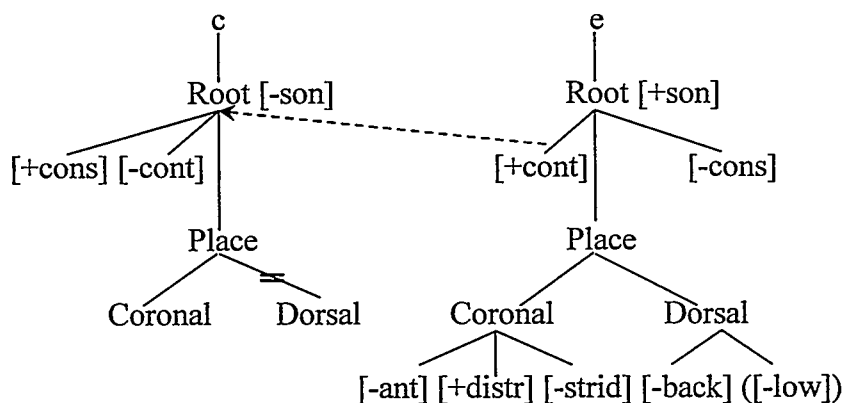 c e
Root [-son] Root [+son]
[+cons] [-cont] [+cont] [-cons]
Place Place
Coronal Dorsal Coronal Dorsal
[-ant] [+distr] [-strid] [-back] ([-low])